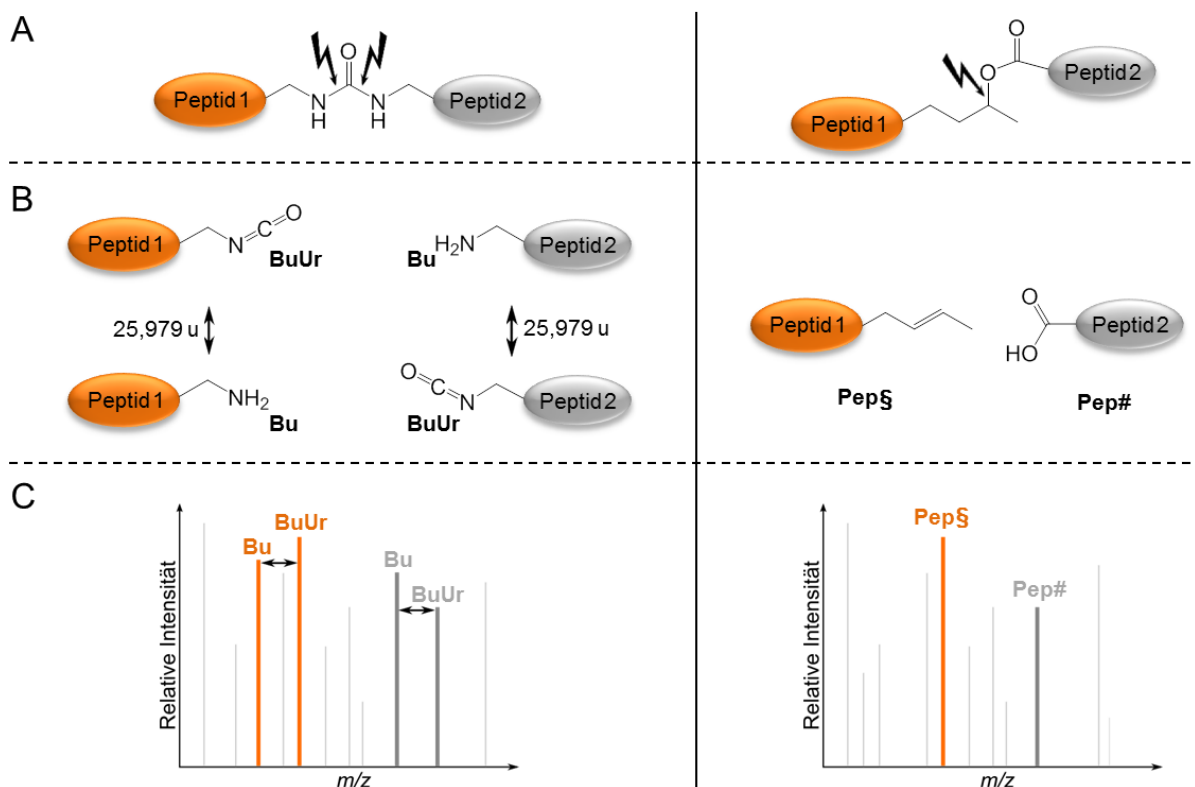 A
O
N
H
N
H
Peptid 1
Peptid 2
O
O
Peptid 1
Peptid 2
B
Peptid 1
N
C
O
BuUr
Bu
H2N
Peptid 2
25,979 u
25,979 u
Peptid 1
NH2
Bu
O
C
N
BuUr
Peptid 2
Peptid 1
Pep§
O
HO
Peptid 2
Pep#
C
Relative Intensität
Bu
BuUr
Bu
BuUr
m/z
Relative Intensität
Pep§
Pep#
m/z